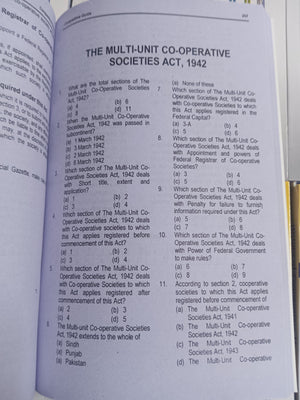 Cooperative Guide
207
THE MULTI-UNIT CO-OPERATIVE
SOCIETIES ACT, 1942
1. What are the total sections of The
Multi-Unit Co-operative Societies
Act, 1942?
(a) 4 (b) 6
(c) 8 (d) 11
2. When the Multi-Unit Co-operative
Societies Act, 1942 was passed in
subcontinent?
(a) 1 March 1942
(b) 3 March 1942
(c) 2 March 1942
(d) 6 March 1942
3. Which section of The Multi-Unit Co-
operative Societies Act, 1942 deals
with Short title, extent and
application?
(a) 1 (b) 2
(c) 3 (d) 4
4. Which section of The Multi-Unit Co-
operative Societies Act, 1942 deals
with Co-operative societies to which
this Act applies registered before
commencement of this Act?
(a) 1 (b) 2
(c) 3 (d) 4
5. Which section of The Multi-Unit Co-
operative Societies Act, 1942 deals
with Co-operative Societies to which
this Act applies registered after
commencement of this Act?
(a) 2 (b) 3
(c) 4 (d) 5
6. The Multi-Unit Co-operative Societies
Act, 1942 extends to the whole of
(a) Sindh
(d) Punjab
(a) Pakistan
(a) None of these
7. Which section of The Multi-Unit Co-
operative Societies Act, 1942 deals
with Co-operative Societies to which
this Act applies registered in the
Federal Capital?
(a) 3-A (b) 4
(c) 5 (d) 6
8. Which section of The Multi-Unit Co-
operative Societies Act, 1942 deals
with Appointment and powers of
Federal Registrar of Co-operative
Societies?
(a) 3 (b) 4
(c) 5 (d) 6
9. Which section of The Multi-Unit Co-
operative Societies Act, 1942 deals
with Penalty for failure to furnish
information required under this Act?
(a) 5 (b) 6
(c) 7 (d) 8
10. Which section of The Multi-Unit Co-
operative Societies Act, 1942 deals
with Power of Federal Government
to make rules?
(a) 6 (b) 7
(c) 8 (d) 9
11. According to section 2, cooperative
societies to which this Act applies
registered before commencement of
(a) The Multi-Unit Co-operative
Societies Act, 1941
(b) The Multi-Unit Co-operative
Societies Act, 1942
(c) The Multi-Unit Co-operative
Societies Act, 1943
(d) The Multi-Unit Co-operative